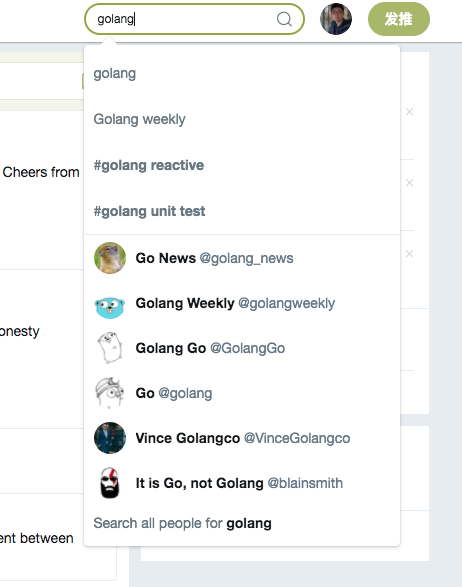 golang
发推
golang
Golang weekly
#golang reactive
#golang unit test
Cheers from
Go News @golang_news
Golang Weekly @golangweekly
onesty
Golang Go @GolangGo
Go @golang
Vince Golangco @VinceGolangco
It is Go, not Golang @blainsmith
Search all people for golang
ent between